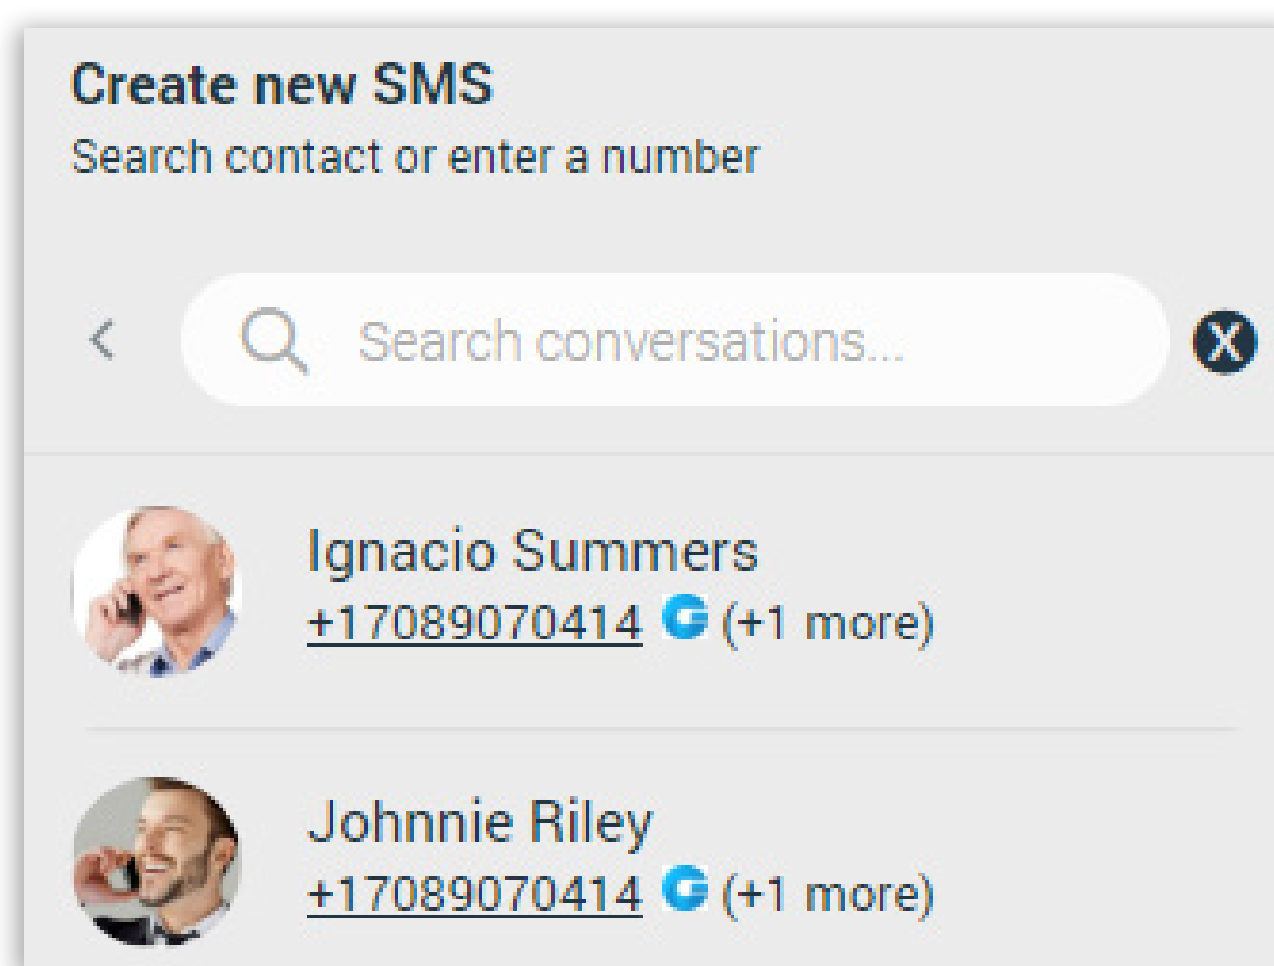 Create new SMS
Search contact or enter a number
Search conversations...
Ignacio Summers
+17089070414 (+1 more)
Johnnie Riley
+17089070414 (+1 more)